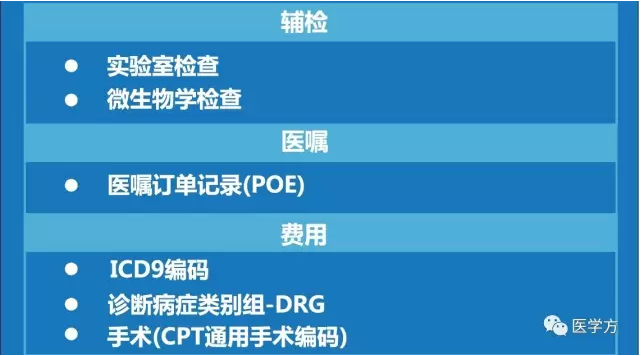 辅检
实验室检查
微生物学检查
医嘱
医嘱订单记录(POE)
费用
ICD9编码
诊断病症类别组-DRG
手术(CPT通用手术编码)
医学方